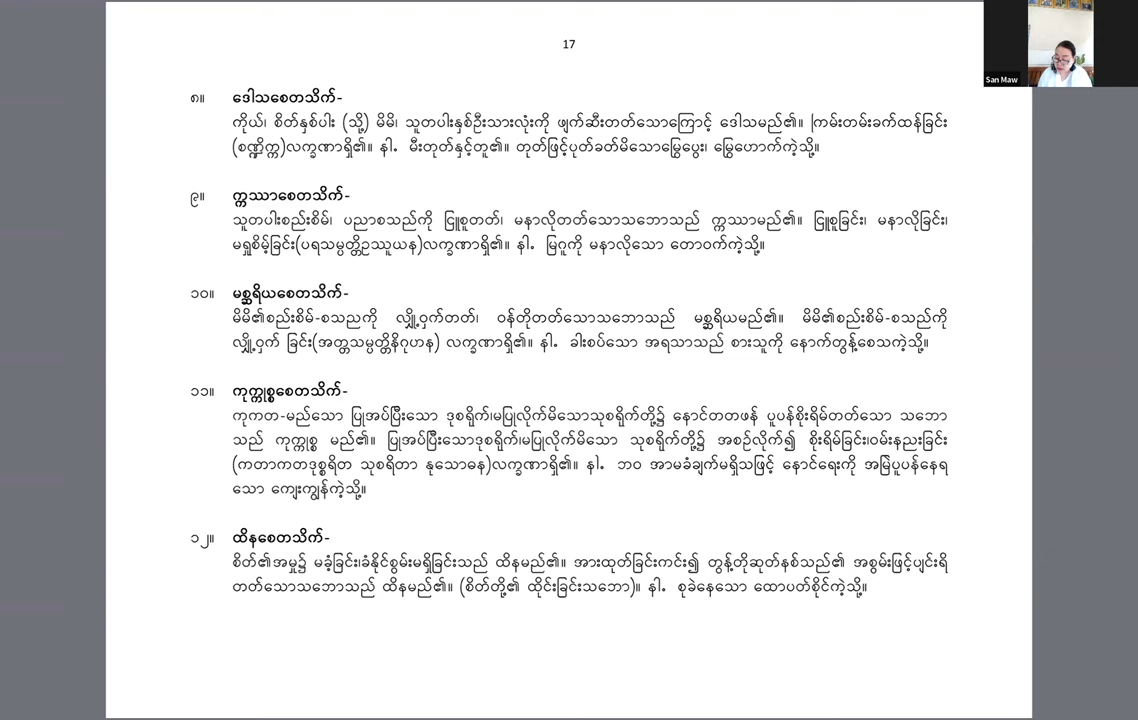 17
San Maw
၈။ ဒေါသစေတသိက်-
ကိုယ်၊ စိတ်နှစ်ပါး (သို့) မိမိ၊ သူတပါးနှစ်ဦးသားလုံးကို ဖျက်ဆီးတတ်သောကြောင့် ဒေါသမည်၏။ ကြမ်းတမ်းခက်ထန်ခြင်း
(စဏ္ဍိက္က)လက္ခဏာရှိ၏။ နှါ. မီးတုတ်နှင့်တူ၏။ တုတ်ဖြင့်ပုတ်ခတ်မိသောမြွေပွေး၊ မြွေဟောက်ကဲ့သို့။
၉။ ဣဿာစေတသိက်-
သူတပါးစည်းစိမ်၊ ပညာစသည်ကို ငြူစူတတ်၊ မနာလိုတတ်သောသဘောသည် ဣဿာမည်၏။ ငြူစူခြင်း၊ မနာလိုခြင်း၊
မရှုစိမ့်ခြင်း(ပရသမ္ပတ္တိဥဿူယန)လက္ခဏာရှိ၏။ နှါ. မြဂူကို မနာလိုသော တောဝက်ကဲ့သို့။
၁၀။ မစ္ဆရိယစေတသိက်-
မိမိ၏စည်းစိမ်-စသညကို လျှို့ဝှက်တတ်၊ ဝန်တိုတတ်သောသဘောသည် မစ္ဆရိယမည်၏။ မိမိ၏စည်းစိမ်-စသည်ကို
လျှို့ဝှက် ခြင်း(အတ္တသမ္ပတ္တိနိဂုဟန) လက္ခဏာရှိ၏။ နှါ. ခါးစပ်သော အရသာသည် စားသူကို နောက်တွန့်စေသကဲ့သို့။
၁၁။ ကုက္ကုစ္စစေတသိက်-
ကုကတ-မည်သော ပြုအပ်ပြီးသော ဒုစရိုက်၊မပြုလိုက်မိသောသုစရိုက်တို့၌ နောင်တတဖန် ပူပန်စိုးရိမ်တတ်သော သဘော
သည် ကုက္ကုစ္စ မည်၏။ ပြုအပ်ပြီးသောဒုစရိုက်၊မပြုလိုက်မိသော သုစရိုက်တို့၌ အစဉ်လိုက်၍ စိုးရိမ်ခြင်း၊ဝမ်းနည်းခြင်း
(ကတာကတဒုစ္စရိတ သုစရိတာ နုသောဓန)လက္ခဏာရှိ၏။ နှါ. ဘဝ အာမခံချက်မရှိသဖြင့် နောင်ရေးကို အမြဲပူပန်နေရ
သော ကျေးကျွန်ကဲ့သို့။
၁၂။ ထိနစေတသိက်-
စိတ်၏အမှု၌ မခံ့ခြင်း၊ခံနိုင်စွမ်းမရှိခြင်းသည် ထိနမည်၏။ အားထုတ်ခြင်းကင်း၍ တွန့်တိုဆုတ်နစ်သည်၏ အစွမ်းဖြင့်ပျင်းရိ
တတ်သောသဘောသည် ထိနမည်၏။ (စိတ်တို့၏ ထိုင်းခြင်းသဘော)။ နှါ. စုခဲနေသော ထောပတ်စိုင်ကဲ့သို့။